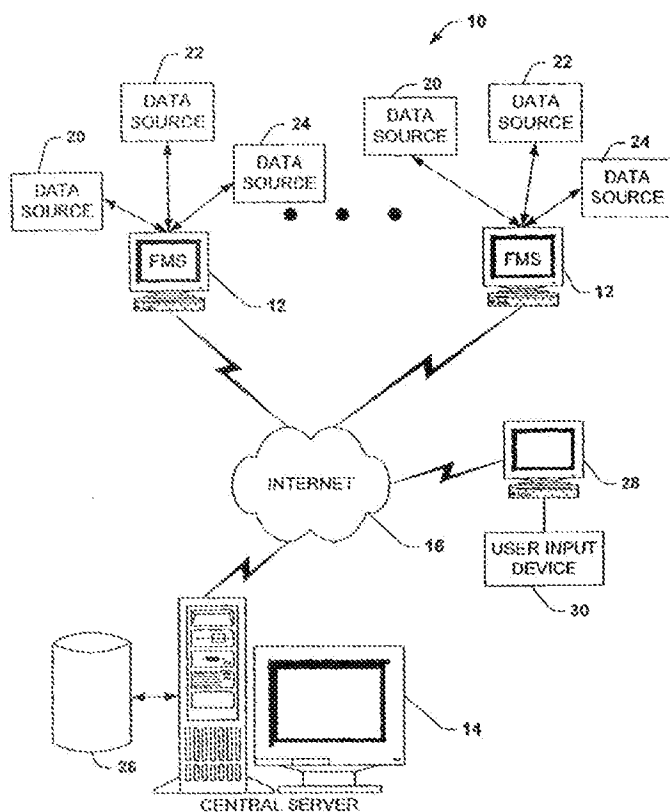 10
22
DATA
SOURCE
20
DATA
SOURCE
24
DATA
SOURCE
FMS
12
22
DATA
SOURCE
20
DATA
SOURCE
24
DATA
SOURCE
FMS
12
INTERNET
16
28
USER INPUT
DEVICE
30
26
14
CENTRAL SERVER